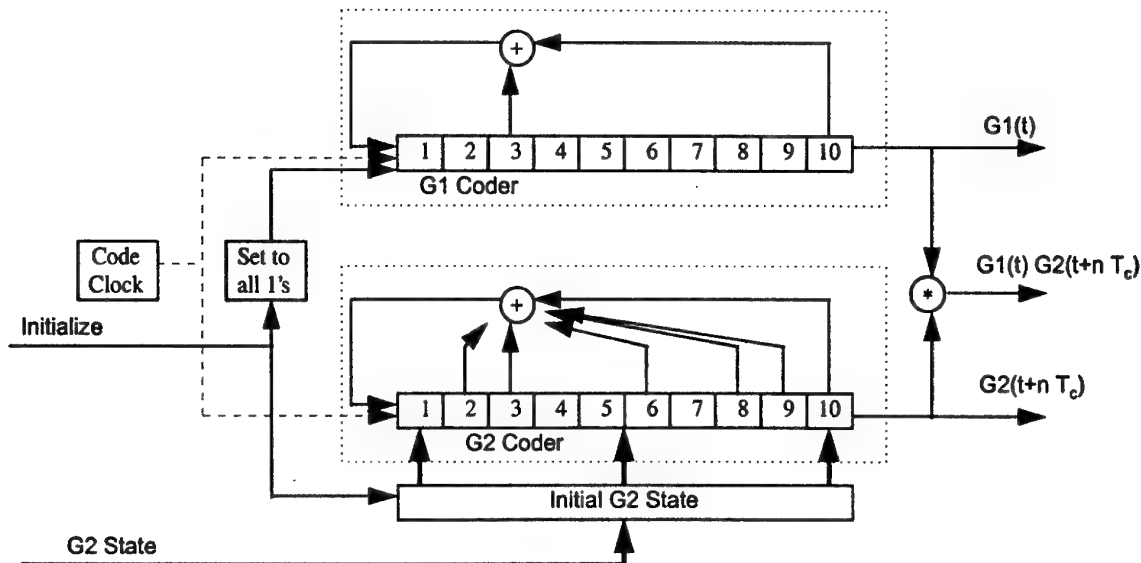 +
1 2 3 4 5 6 7 8 9 10
G1 Coder
G1(t)
Code
Clock
Set to
all 1's
Initialize
+
1 2 3 4 5 6 7 8 9 10
G2 Coder
*
G1(t) G2(t+n Tc)
G2(t+n Tc)
Initial G2 State
G2 State